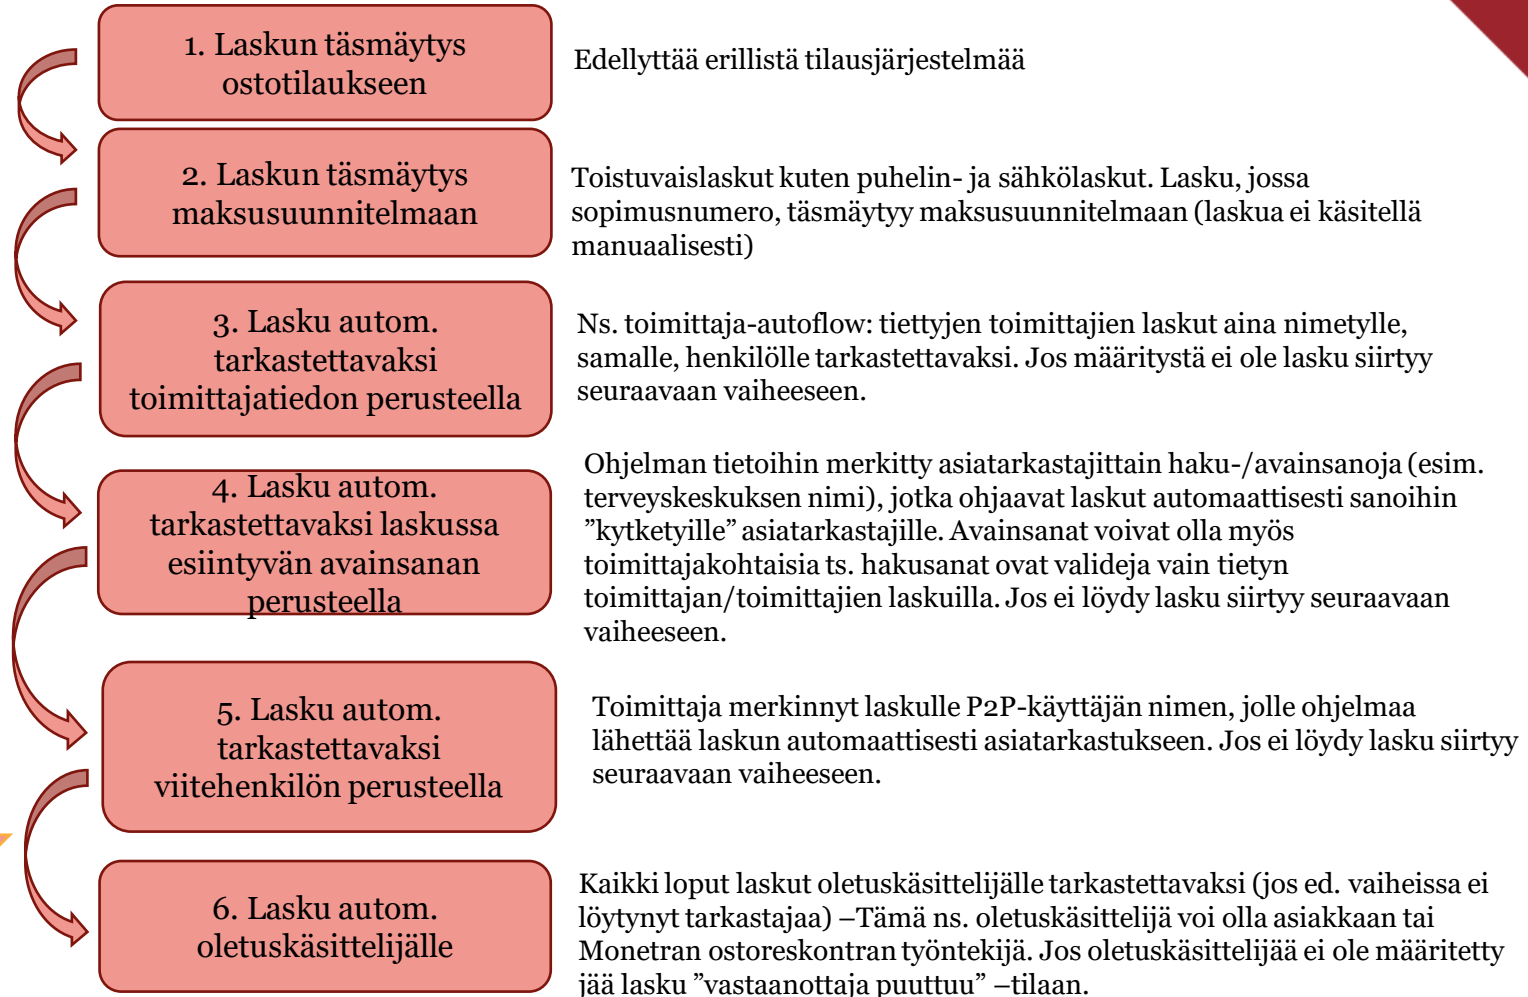 1. Laskun täsmäytys
ostotilaukseen
Edellyttää erillistä tilausjärjestelmää
2. Laskun täsmäytys
maksusuunnitelmaan
Toistuvaislaskut kuten puhelin- ja sähkölaskut. Lasku, jossa
sopimusnumero, täsmäytyy maksusuunnitelmaan (laskua ei käsitellä
manuaalisesti)
3. Lasku autom.
tarkastettavaksi
toimittajatiedon perusteella
Ns. toimittaja-autoflow: tiettyjen toimittajien laskut aina nimetylle,
samalle, henkilölle tarkastettavaksi. Jos määritystä ei ole lasku siirtyy
seuraavaan vaiheeseen.
4. Lasku autom.
tarkastettavaksi laskussa
esiintyvän avainsanan
perusteella
Ohjelman tietoihin merkitty asiatarkastajittain haku-/avainsanoja (esim.
terveyskeskuksen nimi), jotka ohjaavat laskut automaattisesti sanoihin
”kytketyille” asiatarkastajille. Avainsanat voivat olla myös
toimittajakohtaisia ts. hakusanat ovat valideja vain tietyn
toimittajan/toimittajien laskuilla. Jos ei löydy lasku siirtyy seuraavaan
vaiheeseen.
5. Lasku autom.
tarkastettavaksi
viitehenkilön perusteella
Toimittaja merkinnyt laskulle P2P-käyttäjän nimen, jolle ohjelmaa
lähettää laskun automaattisesti asiatarkastukseen. Jos ei löydy lasku siirtyy
seuraavaan vaiheeseen.
6. Lasku autom.
oletuskäsittelijälle
Kaikki loput laskut oletuskäsittelijälle tarkastettavaksi (jos ed. vaiheissa ei
löytynyt tarkastajaa) –Tämä ns. oletuskäsittelijä voi olla asiakkaan tai
Monetran ostoreskontran työntekijä. Jos oletuskäsittelijää ei ole määritetty
jää lasku ”vastaanottaja puuttuu” –tilaan.